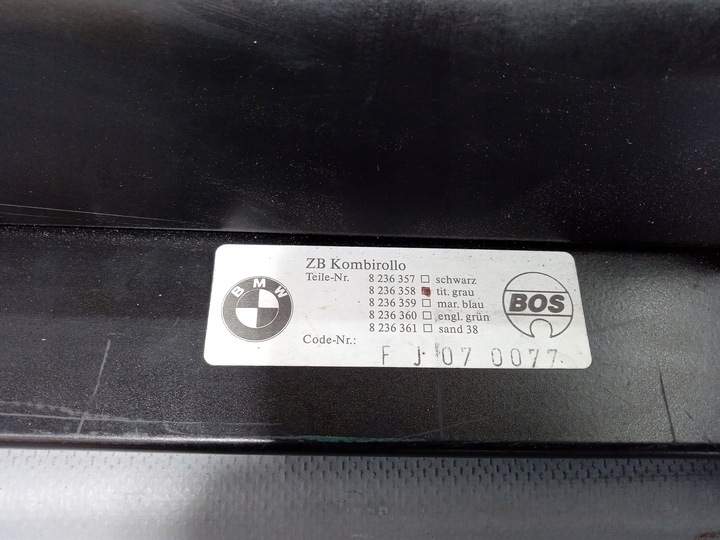 BMW
ZB Kombirollo
Teile-Nr. 8 236 357 schwarz
8 236 358 tit. grau
8 236 359 mar. blau
8 236 360 engl. grün
8 236 361 sand 38
Code-Nr.: F J 07 0077
BOS